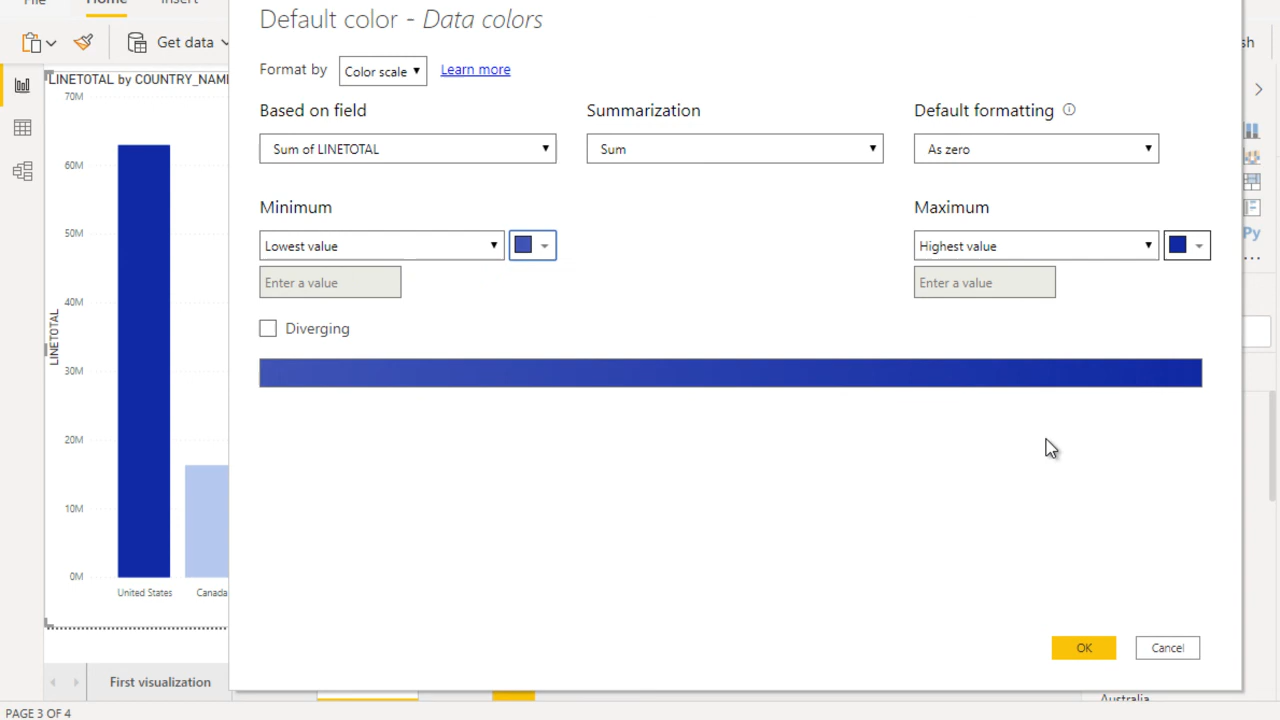 File Home Insert
Default color - Data colors
Get data
sh
Format by Color scale Learn more
LINETOTAL by COUNTRY_NAME
Based on field Summarization Default formatting
Sum of LINETOTAL Sum As zero
Minimum Maximum
Lowest value Highest value
Enter a value Enter a value
Diverging
70M
60M
50M
40M
30M
20M
10M
0M
LINETOTAL
United States Canada
Py
OK Cancel
First visualization
Australia
PAGE 3 OF 4